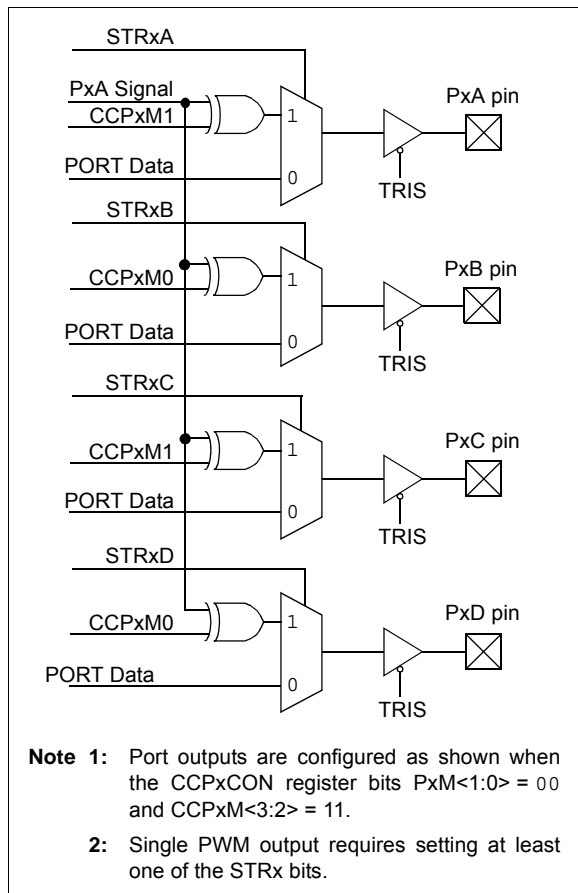 STRxA
PxA Signal
CCPxM1
1
PORT Data
0
PxA pin
TRIS
STRxB
CCPxM0
1
PORT Data
0
PxB pin
TRIS
STRxC
CCPxM1
1
PORT Data
0
PxC pin
TRIS
STRxD
CCPxM0
1
PORT Data
0
PxD pin
TRIS
Note 1: Port outputs are configured as shown when
the CCPxCON register bits PxM<1:0> = 00
and CCPxM<3:2> = 11.
2: Single PWM output requires setting at least
one of the STRx bits.